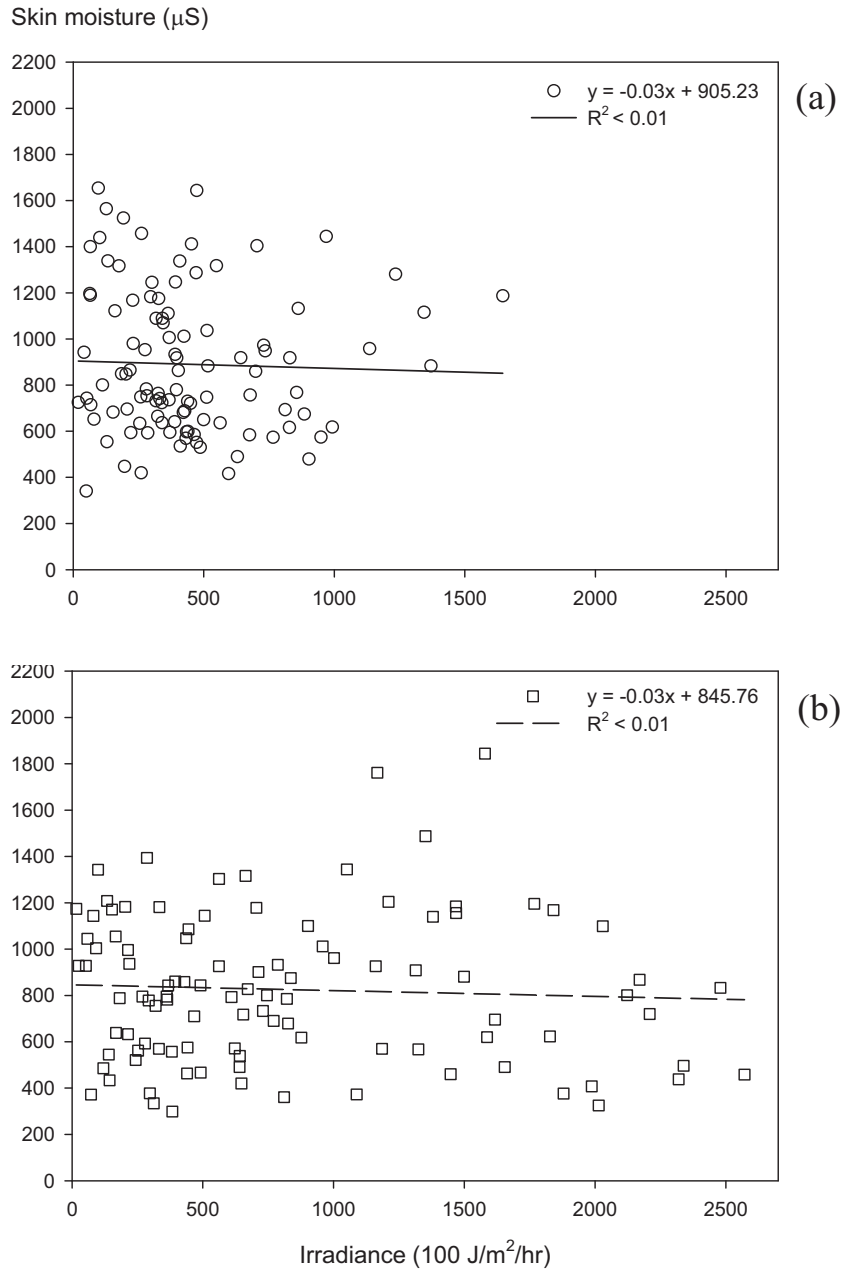 Skin moisture (μS)
2200
y = -0.03x + 905.23
(a)
2000
R² < 0.01
1800
1600
1400
1200
1000
800
600
400
200
0
0 500 1000 1500 2000 2500
2200
y = -0.03x + 845.76
(b)
2000
R² < 0.01
1800
1600
1400
1200
1000
800
600
400
200
0
0 500 1000 1500 2000 2500
Irradiance (100 J/m²/hr)